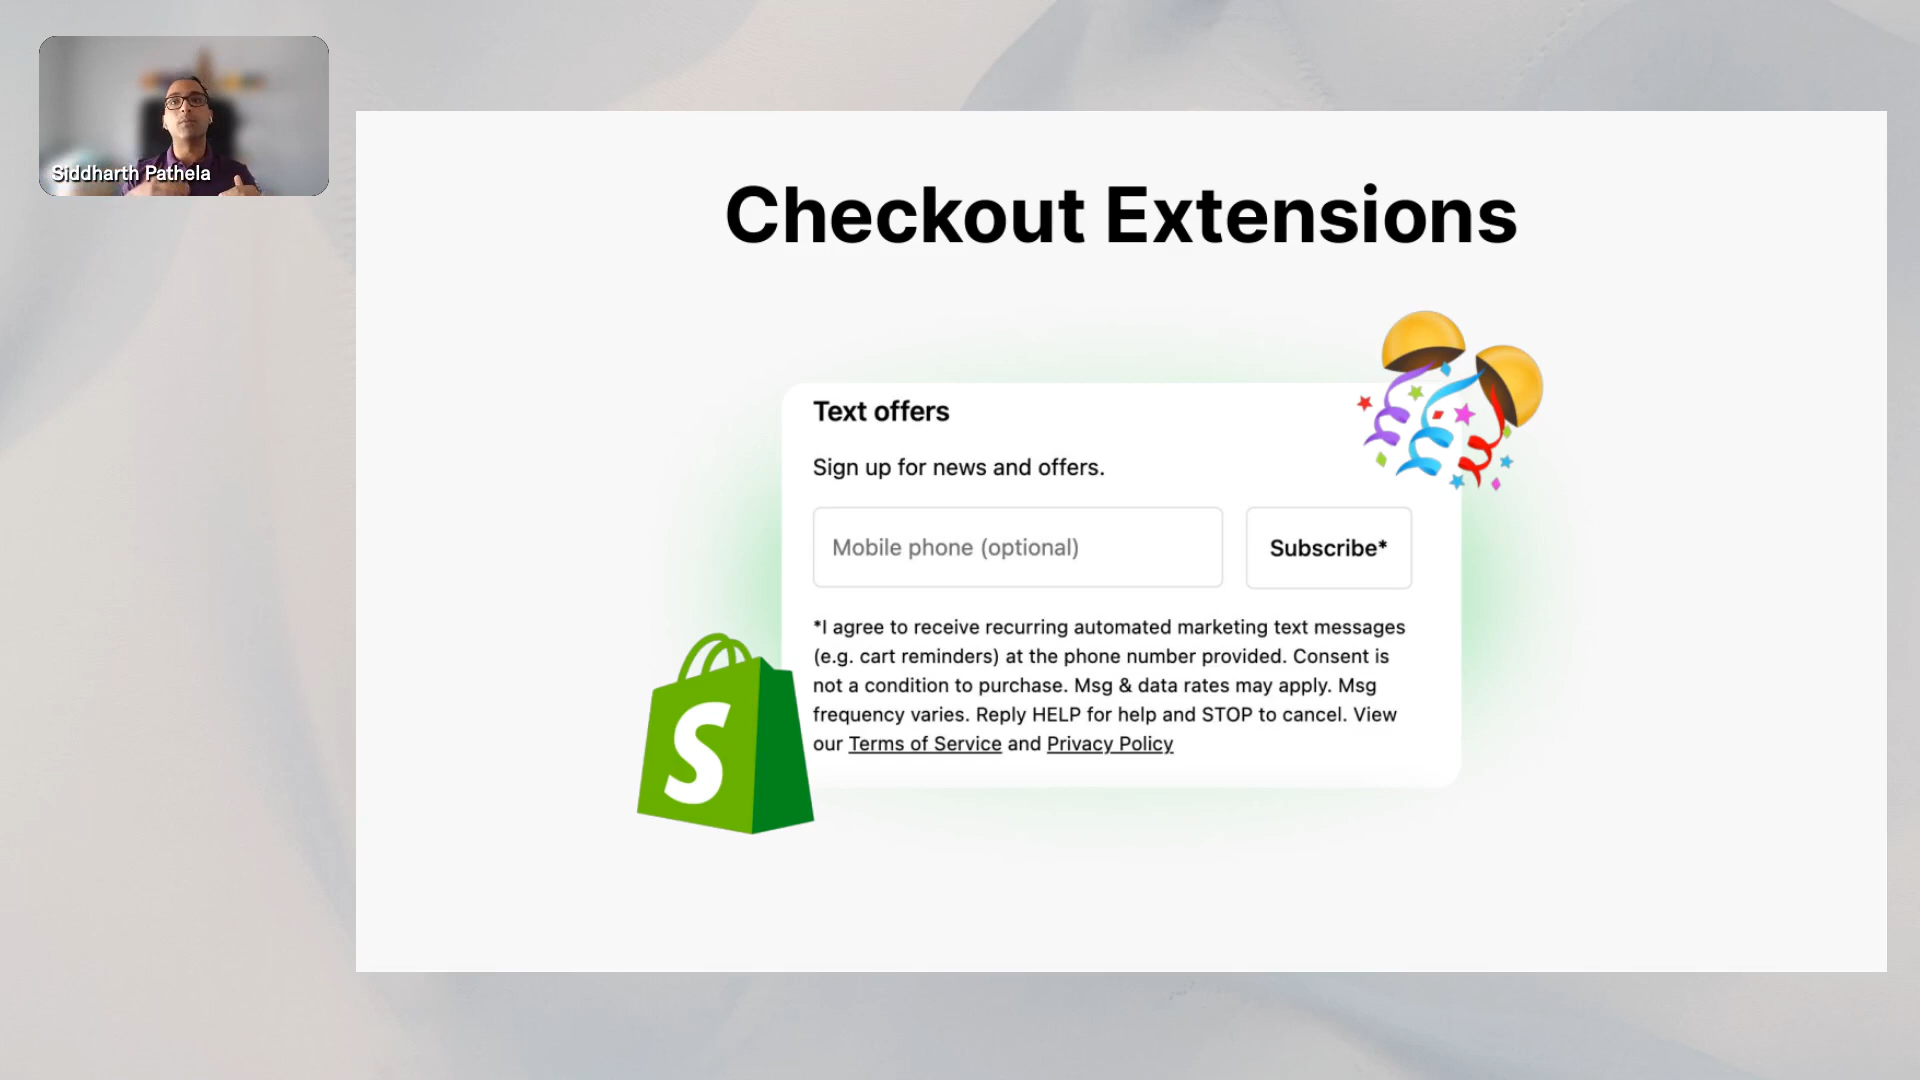 Siddharth Pathela
Checkout Extensions
Text offers
Sign up for news and offers.
Mobile phone (optional)
Subscribe*
*I agree to receive recurring automated marketing text messages
(e.g. cart reminders) at the phone number provided. Consent is
not a condition to purchase. Msg & data rates may apply. Msg
frequency varies. Reply HELP for help and STOP to cancel. View
our Terms of Service and Privacy Policy
S